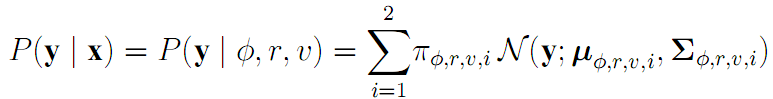 P(y | x) = P(y | ϕ, r, v) = ∑_{i=1}^{2} π_{ϕ,r,v,i} 𝒩(y; μ_{ϕ,r,v,i}, Σ_{ϕ,r,v,i})